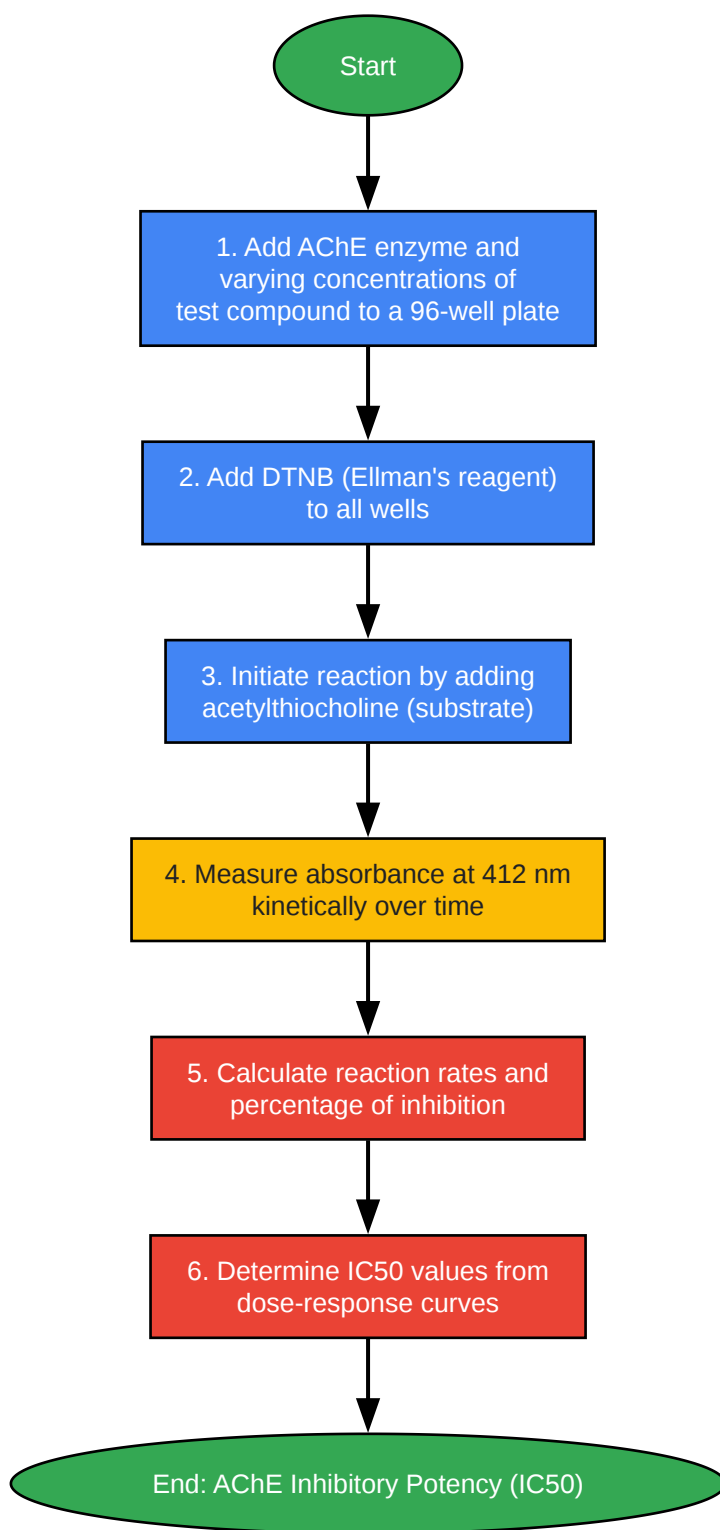 Start
1. Add AChE enzyme and
varying concentrations of
test compound to a 96-well plate
2. Add DTNB (Ellman's reagent)
to all wells
3. Initiate reaction by adding
acetylthiocholine (substrate)
4. Measure absorbance at 412 nm
kinetically over time
5. Calculate reaction rates and
percentage of inhibition
6. Determine IC50 values from
dose-response curves
End: AChE Inhibitory Potency (IC50)